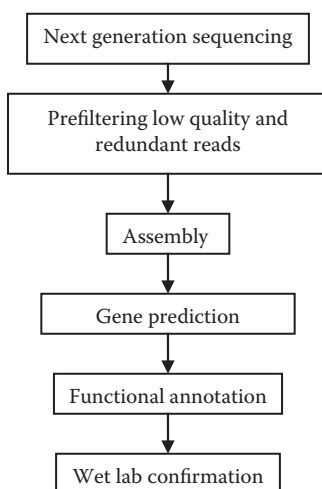 Next generation sequencing
Prefiltering low quality and
redundant reads
Assembly
Gene prediction
Functional annotation
Wet lab confirmation